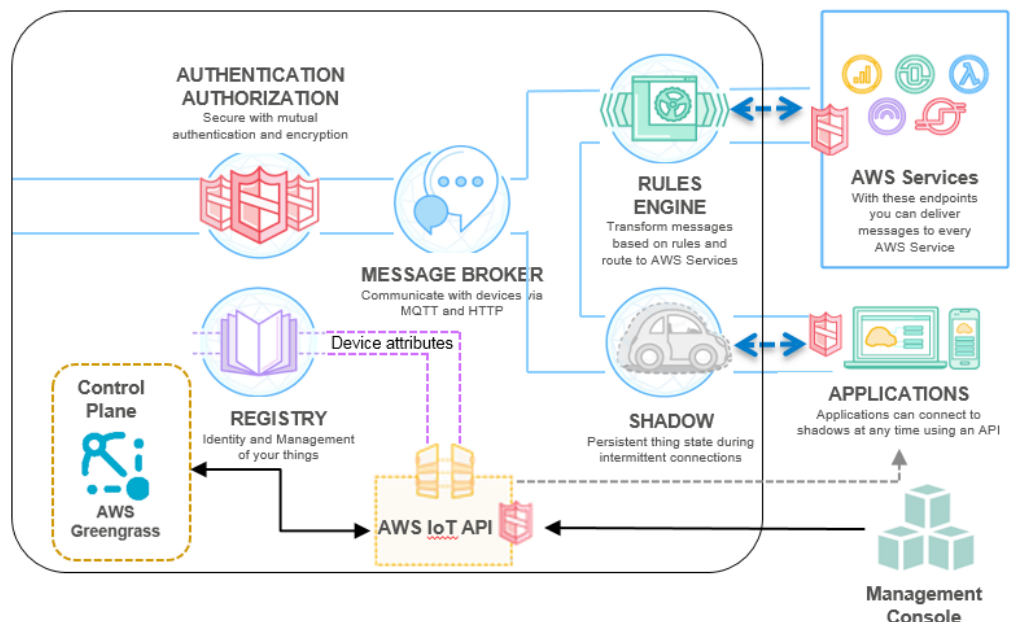 AUTHENTICATION
AUTHORIZATION
Secure with mutual
authentication and encryption
MESSAGE BROKER
Communicate with devices via
MQTT and HTTP
RULES
ENGINE
Transform messages
based on rules and
route to AWS Services
AWS Services
With these endpoints
you can deliver
messages to every
AWS Service
REGISTRY
Identity and Management
of your things
Device attributes
SHADOW
Persistent thing state during
intermittent connections
APPLICATIONS
Applications can connect to
shadows at any time using an API
Control
Plane
AWS
Greengrass
AWS IoT API
Management
Console